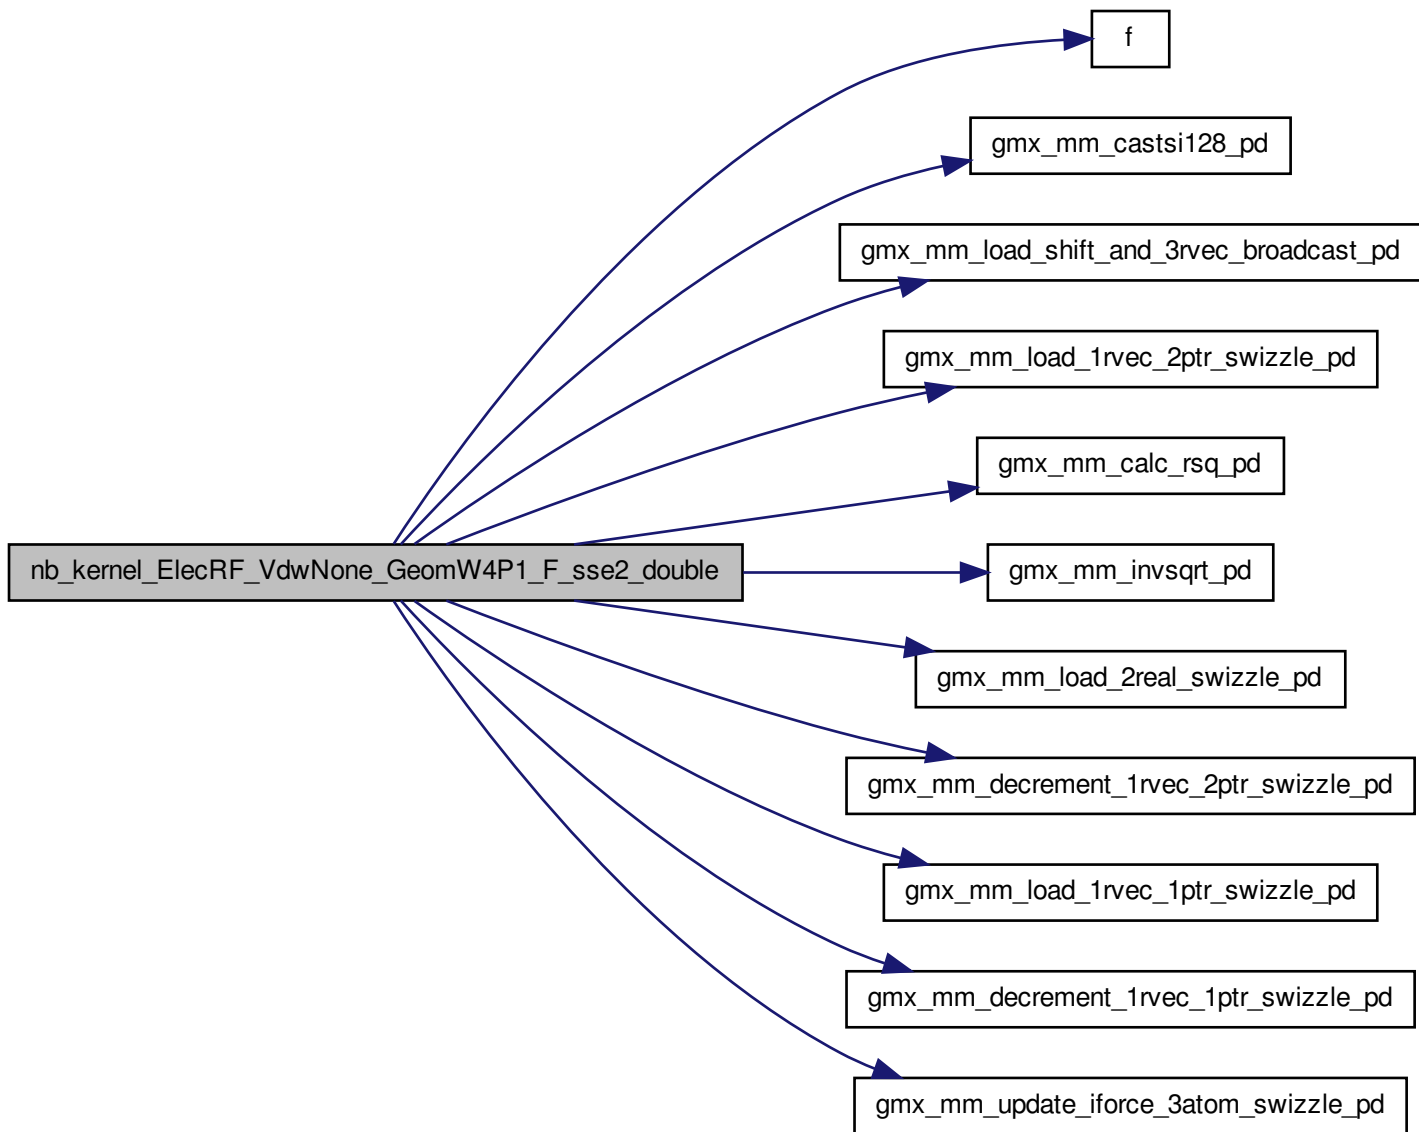 f
gmx_mm_castsi128_pd
gmx_mm_load_shift_and_3rvec_broadcast_pd
gmx_mm_load_1rvec_2ptr_swizzle_pd
gmx_mm_calc_rsq_pd
nb_kernel_ElecRF_VdwNone_GeomW4P1_F_sse2_double
gmx_mm_invsqrt_pd
gmx_mm_load_2real_swizzle_pd
gmx_mm_decrement_1rvec_2ptr_swizzle_pd
gmx_mm_load_1rvec_1ptr_swizzle_pd
gmx_mm_decrement_1rvec_1ptr_swizzle_pd
gmx_mm_update_iforce_3atom_swizzle_pd